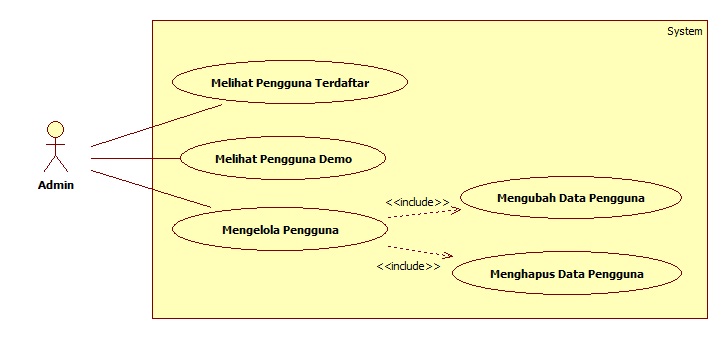 System
Melihat Pengguna Terdaftar
Melihat Pengguna Demo
Admin
Mengelola Pengguna
<<include>>
Mengubah Data Pengguna
<<include>>
Menghapus Data Pengguna